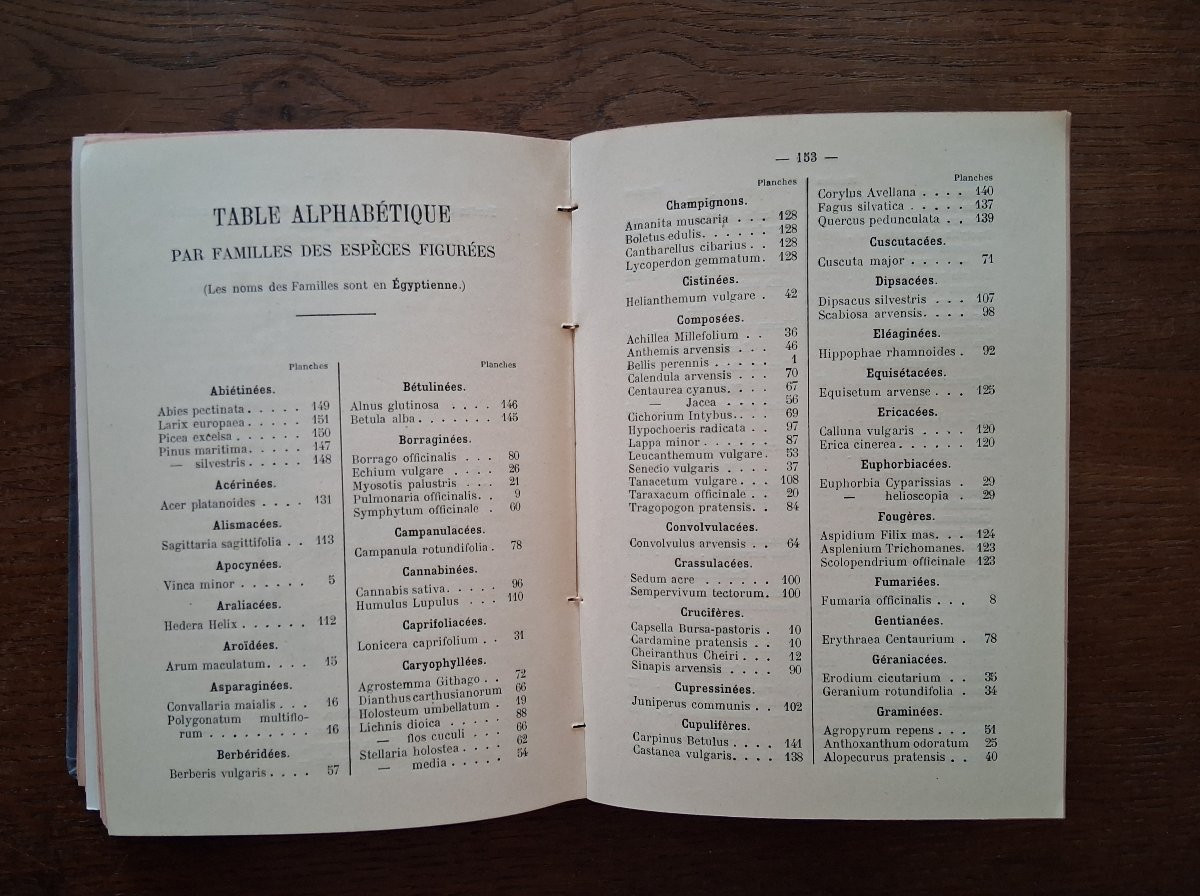 TABLE ALPHABÉTIQUE
PAR FAMILLES DES ESPÈCES FIGURÉES
(Les noms des Familles sont en Égyptienne.)
Planches
Abiétinées.
Abies pectinata . . . . . 149
Larix europaea . . . . . 151
Picea excelsa . . . . . . 150
Pinus maritima . . . . . 147
— silvestris . . . . . 148
Acérinées.
Acer platanoides . . . . 131
Alismacées.
Sagittaria sagittifolia . . 113
Apocynées.
Vinca minor . . . . . . 5
Araliacées.
Hedera Helix . . . . . . 112
Aroïdées.
Arum maculatum. . . . 15
Asparaginées.
Convallaria maialis . . . 16
Polygonatum multiflo-
rum . . . . . . . . . 16
Berbéridées.
Berberis vulgaris . . . . 57
Planches
Bétulinées.
Alnus glutinosa . . . . 146
Betula alba . . . . . . . 145
Borraginées.
Borrago officinalis . . . 80
Echium vulgare . . . . 26
Myosotis palustris . . . 21
Pulmonaria officinalis. . 9
Symphytum officinale . 60
Campanulacées.
Campanula rotundifolia . 78
Cannabinées.
Cannabis sativa. . . . . 96
Humulus Lupulus . . . 110
Caprifoliacées.
Lonicera caprifolium . . 31
Caryophyllées.
Agrostemma Githago . . 72
Dianthus carthusianorum 66
Holosteum umbellatum . 19
Lichnis dioica . . . . . 88
— flos cuculi . . . 66
Stellaria holostea . . . . 62
— media . . . . . 54
— 153 —
Planches
Champignons.
Amanita muscaria . . . 128
Boletus edulis. . . . . . 128
Cantharellus cibarius . . 128
Lycoperdon gemmatum. 128
Cistinées.
Helianthemum vulgare . 42
Composées.
Achillea Millefolium . . 36
Anthemis arvensis . . . 46
Bellis perennis . . . . . 1
Calendula arvensis . . . 70
Centaurea cyanus. . . . 67
— Jacea . . . . 56
Cichorium Intybus. . . . 69
Hypochoeris radicata . . 97
Lappa minor . . . . . . 87
Leucanthemum vulgare . 53
Senecio vulgaris . . . . 37
Tanacetum vulgare . . . 108
Taraxacum officinale . . 20
Tragopogon pratensis. . 84
Convolvulacées.
Convolvulus arvensis . . 64
Crassulacées.
Sedum acre . . . . . . 100
Sempervivum tectorum. 100
Crucifères.
Capsella Bursa-pastoris . 10
Cardamine pratensis . . 10
Cheiranthus Cheiri . . . 12
Sinapis arvensis . . . . 90
Cupressinées.
Juniperus communis . . 102
Cupulifères.
Carpinus Betulus . . . . 141
Castanea vulgaris. . . . 138
Planches
Corylus Avellana . . . . 140
Fagus silvatica . . . . . 137
Quercus pedunculata . . 139
Cuscutacées.
Cuscuta major . . . . . 71
Dipsacées.
Dipsacus silvestris . . . 107
Scabiosa arvensis. . . . 98
Eléaginées.
Hippophae rhamnoides . 92
Equisétacées.
Equisetum arvense . . . 125
Ericacées.
Calluna vulgaris . . . . 120
Erica cinerea . . . . . . 120
Euphorbiacées.
Euphorbia Cyparissias . 29
— helioscopia . 29
Fougères.
Aspidium Filix mas. . . 124
Asplenium Trichomanes. 123
Scolopendrium officinale 123
Fumariées.
Fumaria officinalis . . . 8
Gentianées.
Erythraea Centaurium . 78
Géraniacées.
Erodium cicutarium . . 35
Geranium rotundifolia . 34
Graminées.
Agropyrum repens . . . 51
Anthoxanthum odoratum 25
Alopecurus pratensis . . 40